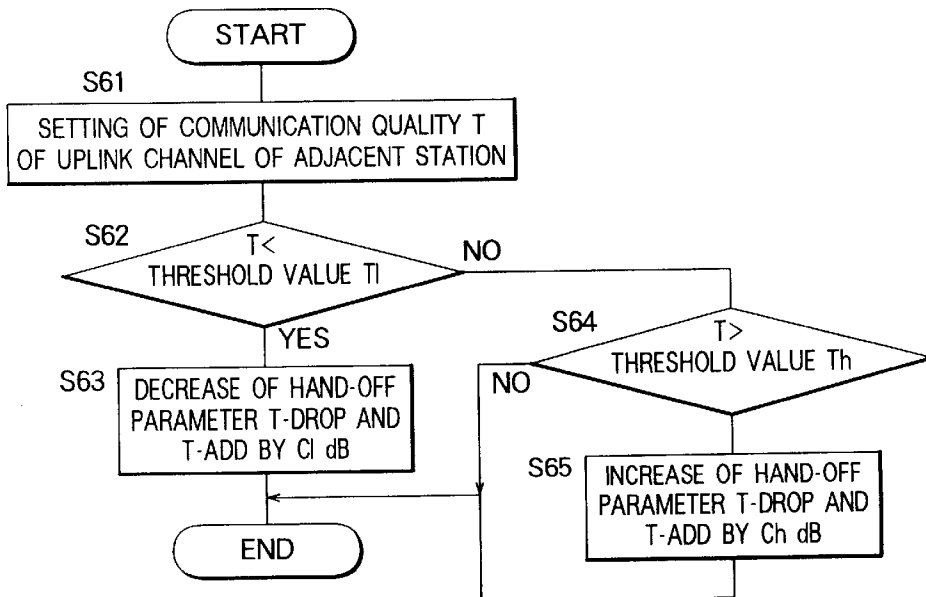 START
S61
SETTING OF COMMUNICATION QUALITY T
OF UPLINK CHANNEL OF ADJACENT STATION
S62
T<
THRESHOLD VALUE Tl
NO
YES
S64
T>
THRESHOLD VALUE Th
NO
S63
DECREASE OF HAND-OFF
PARAMETER T-DROP AND
T-ADD BY Cl dB
S65
INCREASE OF HAND-OFF
PARAMETER T-DROP AND
T-ADD BY Ch dB
END